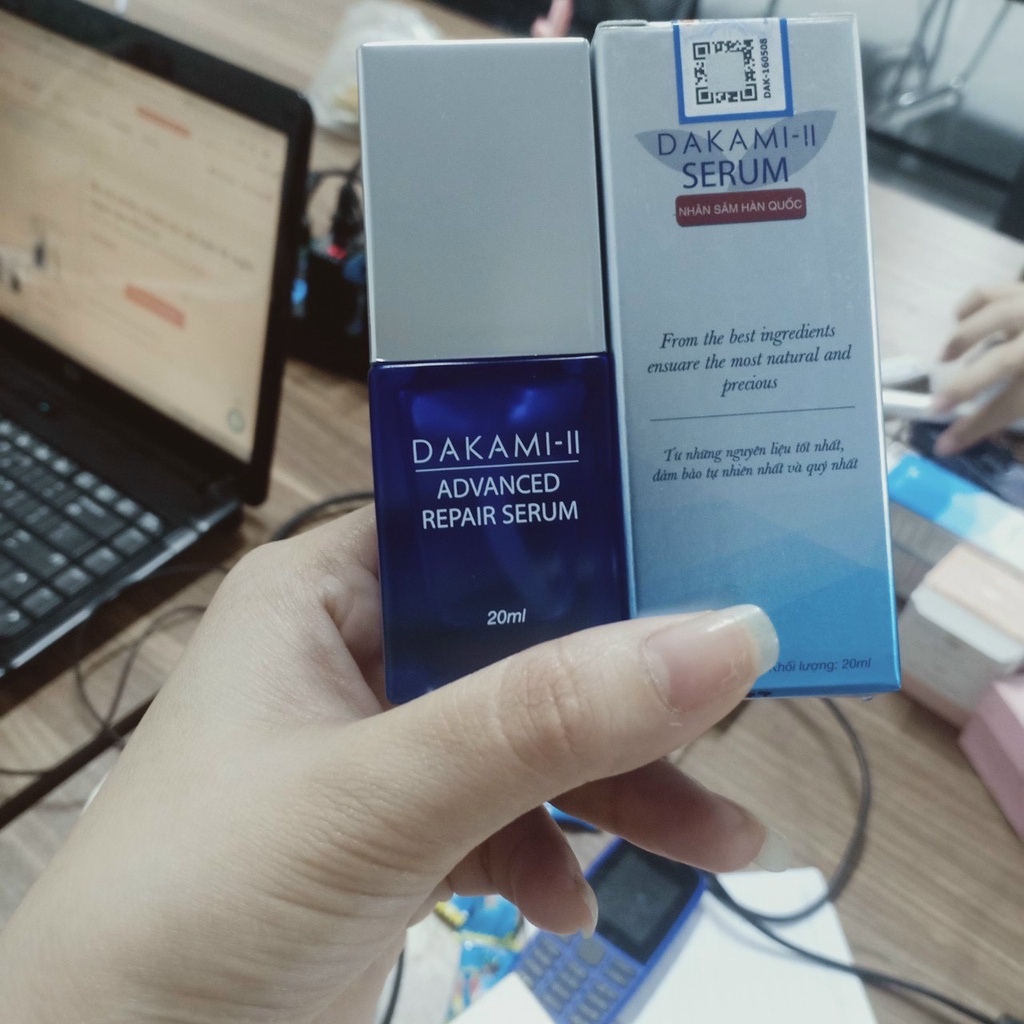 DAKAMI-II
ADVANCED
REPAIR SERUM
20ml
DAK-160508
DAKAMI-II
SERUM
NHÂN SÂM HÀN QUỐC
From the best ingredients
ensuare the most natural and
precious
Từ những nguyên liệu tốt nhất,
đảm bảo tự nhiên nhất và quý nhất
Khối lượng: 20ml